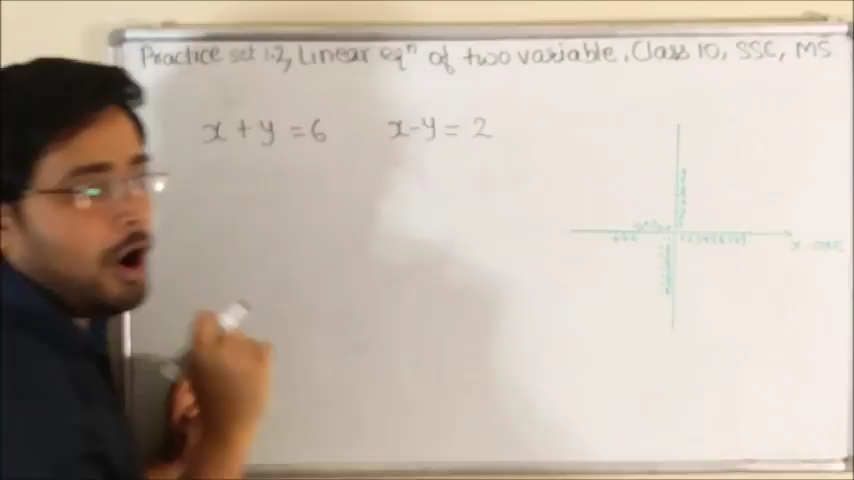 Practice set 1.2, Linear eqⁿ of two variable, Class 10, SSC, MS
x + y = 6 x - y = 2